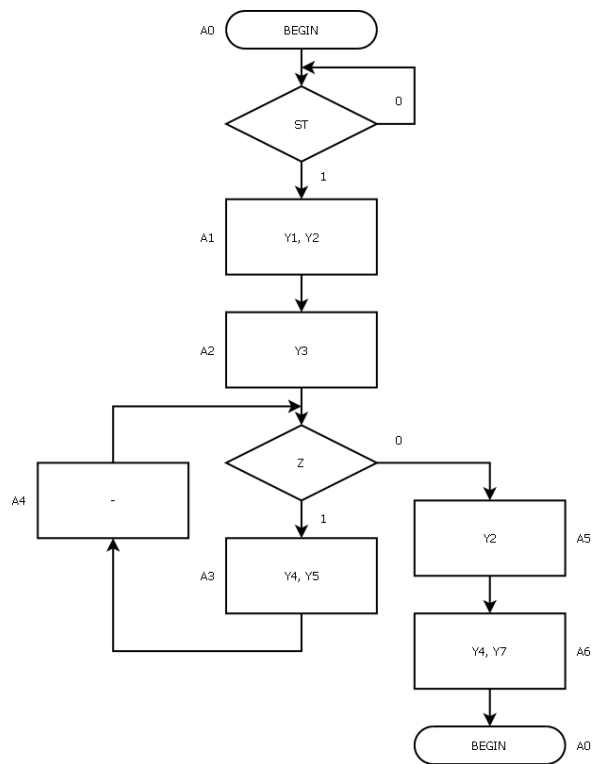 A0
BEGIN
0
ST
1
A1
Y1, Y2
A2
Y3
0
Z
A4
-
1
Y2
A5
A3
Y4, Y5
Y4, Y7
A6
BEGIN
A0